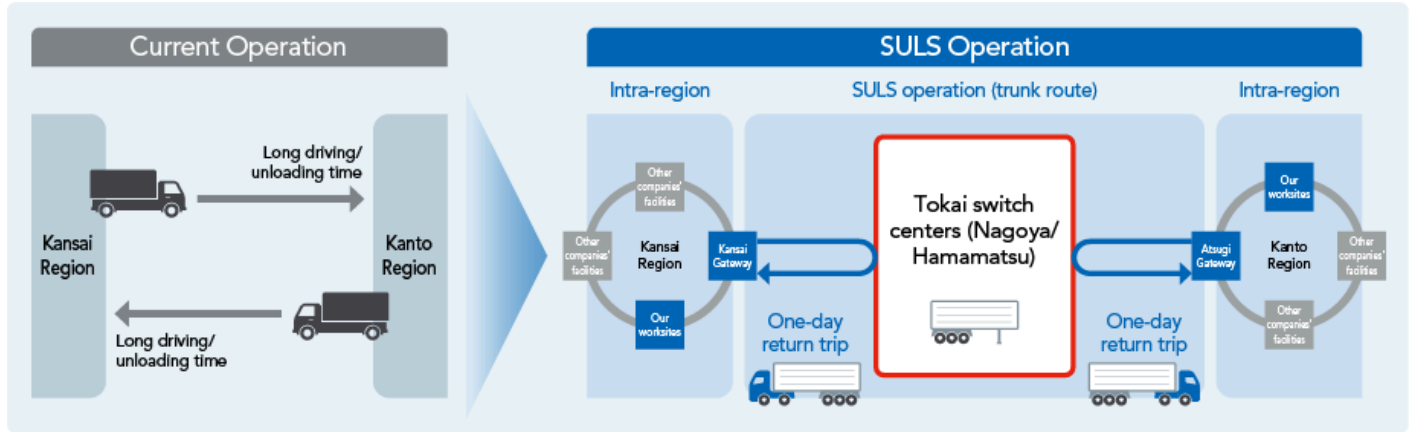 Current Operation
Long driving/
unloading time
Kansai
Region
Kanto
Region
Long driving/
unloading time
SULS Operation
Intra-region
SULS operation (trunk route)
Intra-region
Other
companies'
facilities
Other
companies'
facilities
Kansai
Region
Kansai
Gateway
Our
worksites
Tokai switch
centers (Nagoya/
Hamamatsu)
One-day
return trip
One-day
return trip
Our
worksites
Atsugi
Gateway
Kanto
Region
Other
companies'
facilities
Other
companies'
facilities